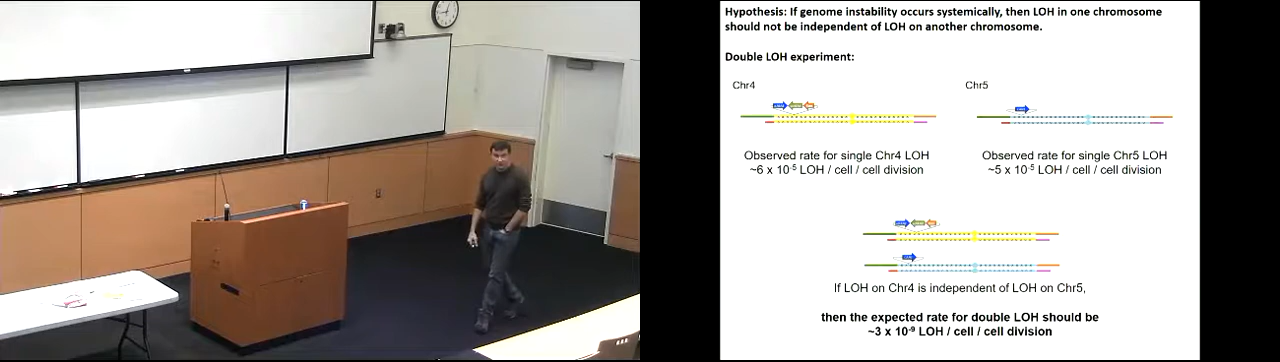 Hypothesis: If genome instability occurs systemically, then LOH in one chromosome
should not be independent of LOH on another chromosome.
Double LOH experiment:
Chr4
Chr5
Observed rate for single Chr4 LOH
~6 x 10⁻⁵ LOH / cell / cell division
Observed rate for single Chr5 LOH
~5 x 10⁻⁵ LOH / cell / cell division
If LOH on Chr4 is independent of LOH on Chr5,
then the expected rate for double LOH should be
~3 x 10⁻⁹ LOH / cell / cell division